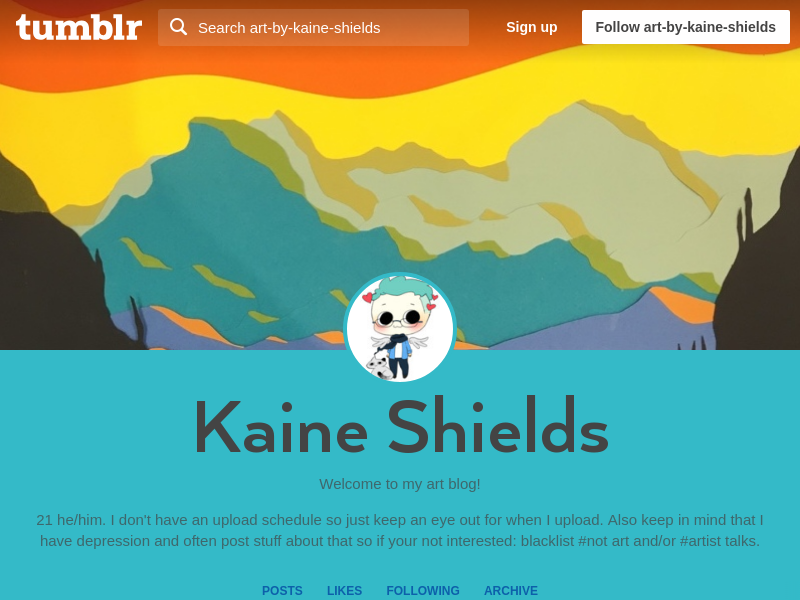 tumblr
Search art-by-kaine-shields
Sign up
Follow art-by-kaine-shields
Kaine Shields
Welcome to my art blog!
21 he/him. I don't have an upload schedule so just keep an eye out for when I upload. Also keep in mind that I
have depression and often post stuff about that so if your not interested: blacklist #not art and/or #artist talks.
POSTS LIKES FOLLOWING ARCHIVE